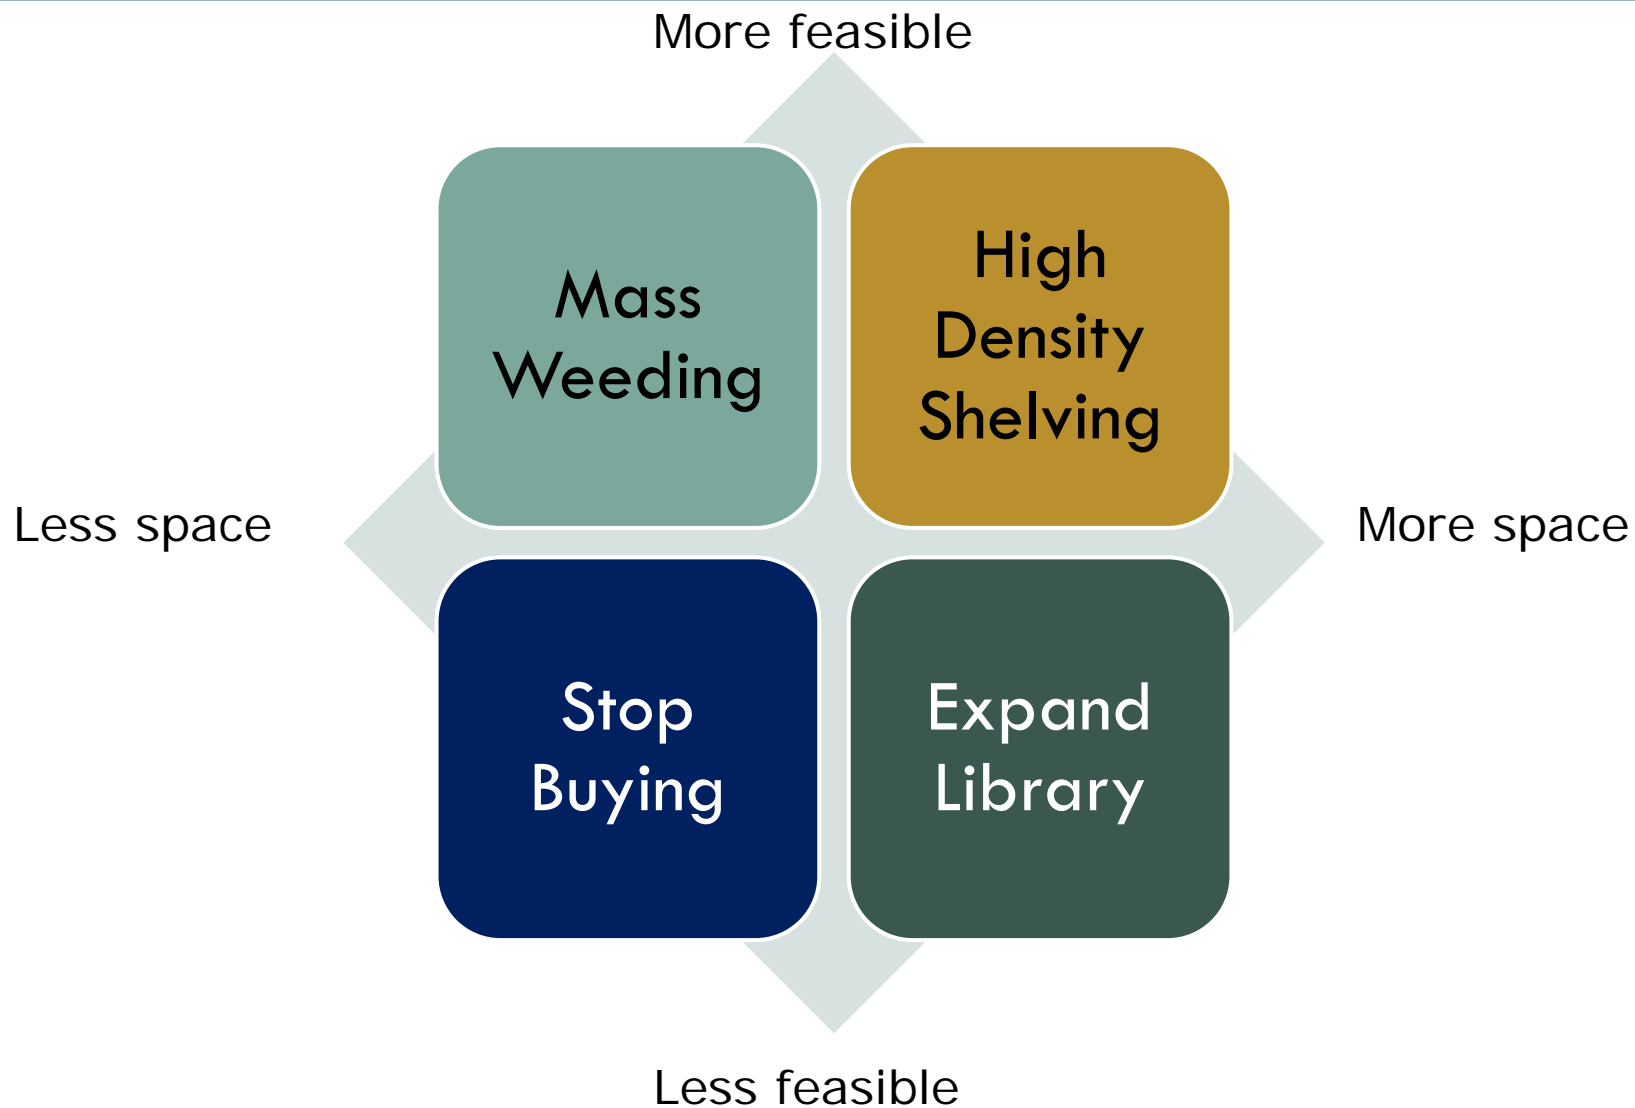 More feasible
Mass
Weeding
High
Density
Shelving
Less space
More space
Stop
Buying
Expand
Library
Less feasible